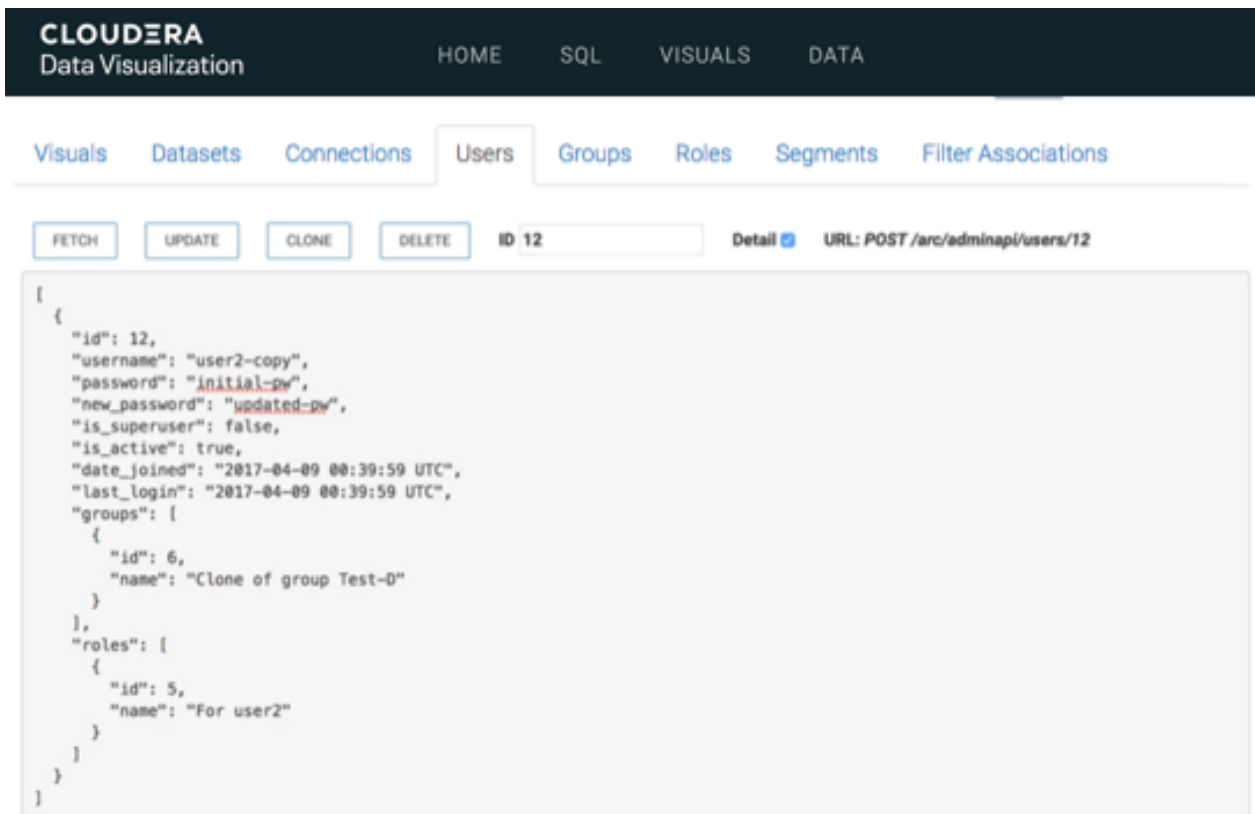 CLOUDERA
Data Visualization
HOME SQL VISUALS DATA
Visuals Datasets Connections Users Groups Roles Segments Filter Associations
FETCH UPDATE CLONE DELETE ID 12 Detail URL: POST /arc/adminapi/users/12
[
{
"id": 12,
"username": "user2-copy",
"password": "initial-pw",
"new_password": "updated-pw",
"is_superuser": false,
"is_active": true,
"date_joined": "2017-04-09 00:39:59 UTC",
"last_login": "2017-04-09 00:39:59 UTC",
"groups": [
{
"id": 6,
"name": "Clone of group Test-D"
}
],
"roles": [
{
"id": 5,
"name": "For user2"
}
]
}
]